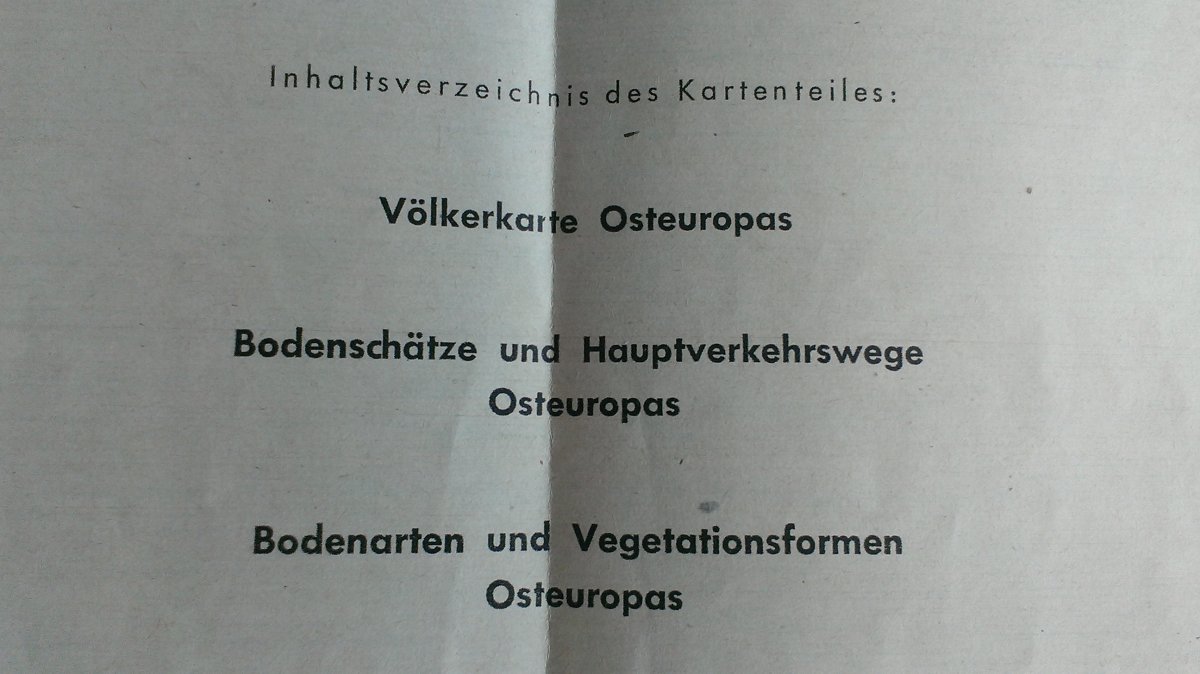 Inhaltsverzeichnis des Kartenteiles:
Völkerkarte Osteuropas
Bodenschätze und Hauptverkehrswege
Osteuropas
Bodenarten und Vegetationsformen
Osteuropas